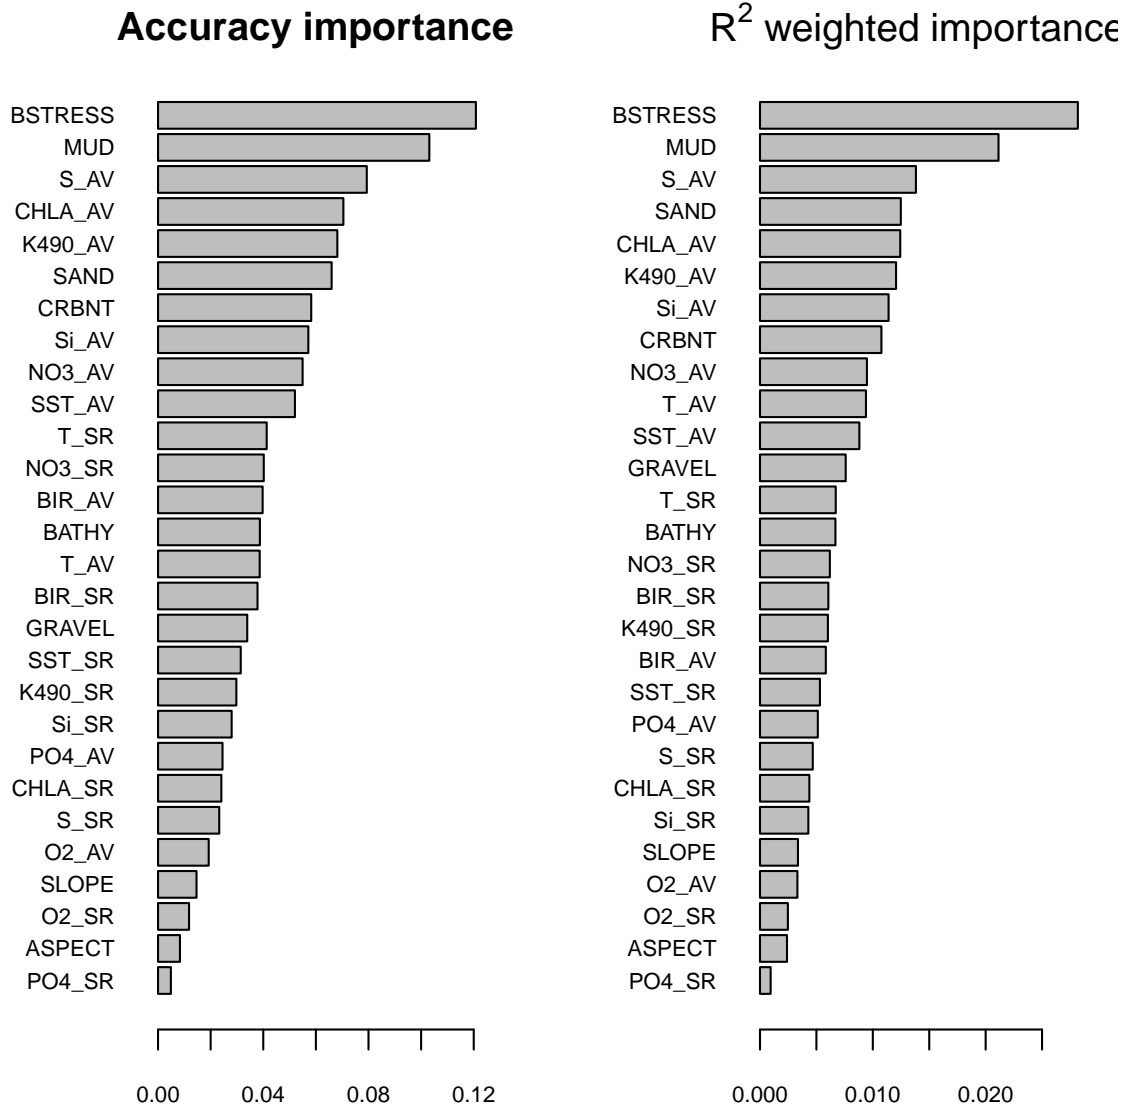 Accuracy importance
BSTRESS
MUD
S_AV
CHLA_AV
K490_AV
SAND
CRBNT
Si_AV
NO3_AV
SST_AV
T_SR
NO3_SR
BIR_AV
BATHY
T_AV
BIR_SR
GRAVEL
SST_SR
K490_SR
Si_SR
PO4_AV
CHLA_SR
S_SR
O2_AV
SLOPE
O2_SR
ASPECT
PO4_SR
0.00 0.04 0.08 0.12
R² weighted importance
BSTRESS
MUD
S_AV
SAND
CHLA_AV
K490_AV
Si_AV
CRBNT
NO3_AV
T_AV
SST_AV
GRAVEL
T_SR
BATHY
NO3_SR
BIR_SR
K490_SR
BIR_AV
SST_SR
PO4_AV
S_SR
CHLA_SR
Si_SR
SLOPE
O2_AV
O2_SR
ASPECT
PO4_SR
0.000 0.010 0.020